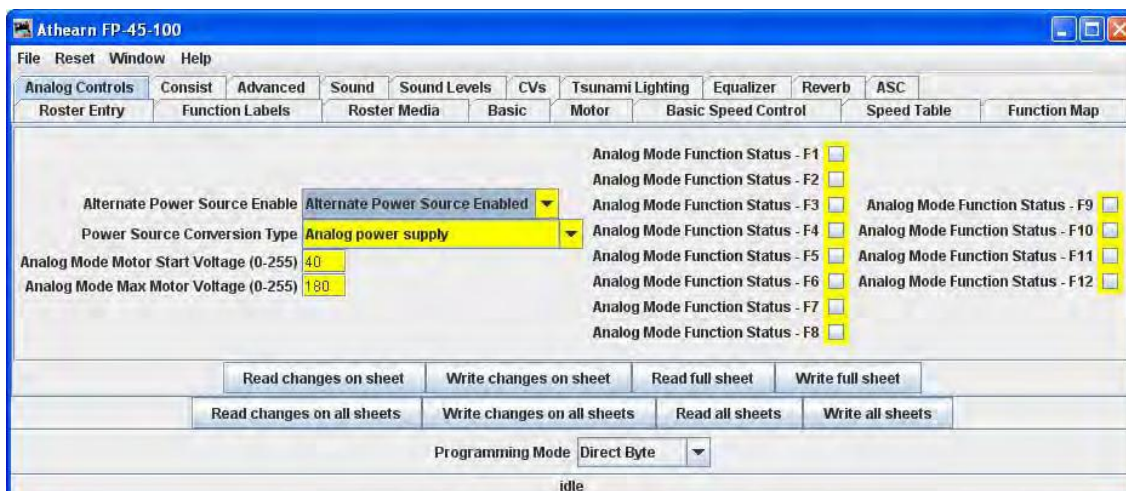 Athearn FP-45-100
File Reset Window Help
Analog Controls Consist Advanced Sound Sound Levels CVs Tsunami Lighting Equalizer Reverb ASC
Roster Entry Function Labels Roster Media Basic Motor Basic Speed Control Speed Table Function Map
Alternate Power Source Enable Alternate Power Source Enabled
Power Source Conversion Type Analog power supply
Analog Mode Motor Start Voltage (0-255) 40
Analog Mode Max Motor Voltage (0-255) 180
Analog Mode Function Status - F1
Analog Mode Function Status - F2
Analog Mode Function Status - F3
Analog Mode Function Status - F4
Analog Mode Function Status - F5
Analog Mode Function Status - F6
Analog Mode Function Status - F7
Analog Mode Function Status - F8
Analog Mode Function Status - F9
Analog Mode Function Status - F10
Analog Mode Function Status - F11
Analog Mode Function Status - F12
Read changes on sheet Write changes on sheet Read full sheet Write full sheet
Read changes on all sheets Write changes on all sheets Read all sheets Write all sheets
Programming Mode Direct Byte
idle